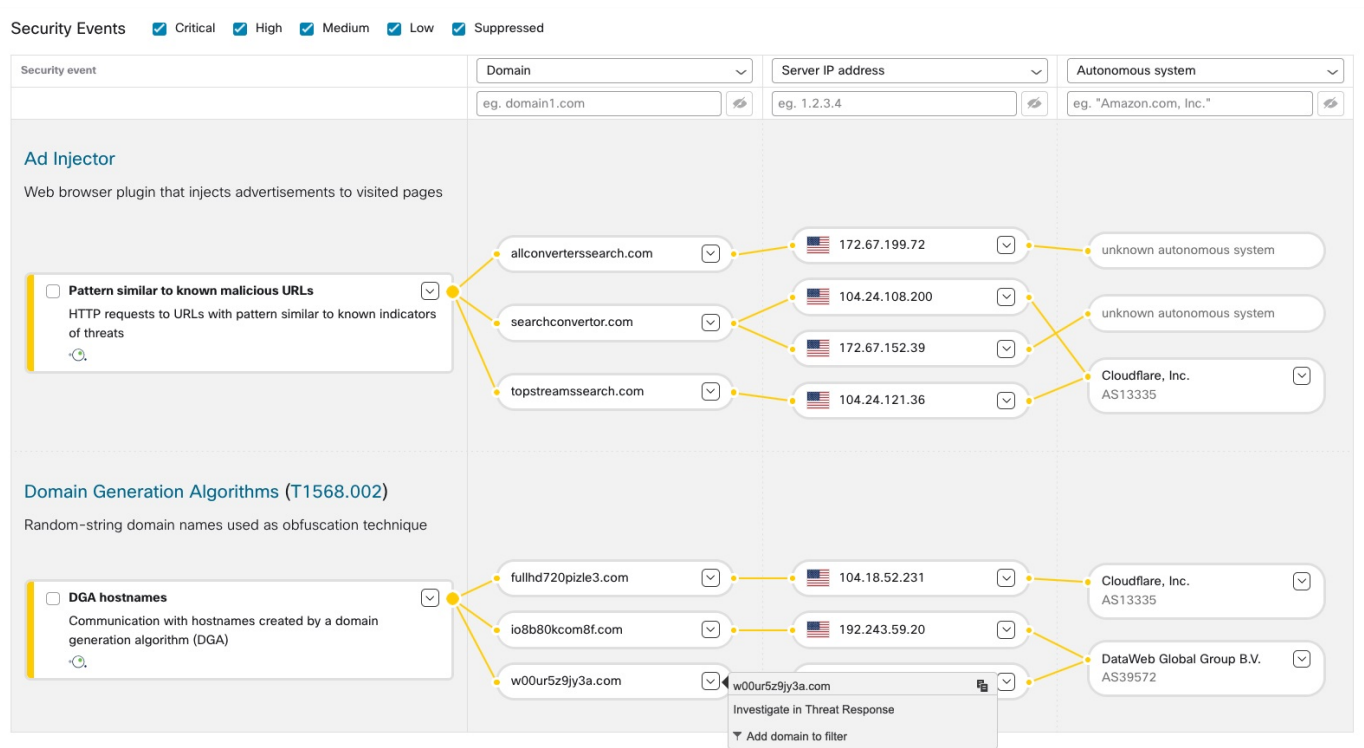 Security Events Critical High Medium Low Suppressed
Security event Domain Server IP address Autonomous system
eg. domain1.com eg. 1.2.3.4 eg. "Amazon.com, Inc."
Ad Injector
Web browser plugin that injects advertisements to visited pages
Pattern similar to known malicious URLs
HTTP requests to URLs with pattern similar to known indicators
of threats
allconverterssearch.com
searchconvertor.com
topstreamssearch.com
172.67.199.72
104.24.108.200
172.67.152.39
104.24.121.36
unknown autonomous system
unknown autonomous system
Cloudflare, Inc.
AS13335
Domain Generation Algorithms (T1568.002)
Random-string domain names used as obfuscation technique
DGA hostnames
Communication with hostnames created by a domain
generation algorithm (DGA)
fullhd720pizle3.com
io8b80kcom8f.com
w00ur5z9jy3a.com
104.18.52.231
192.243.59.20
Cloudflare, Inc.
AS13335
DataWeb Global Group B.V.
AS39572
w00ur5z9jy3a.com
Investigate in Threat Response
Add domain to filter